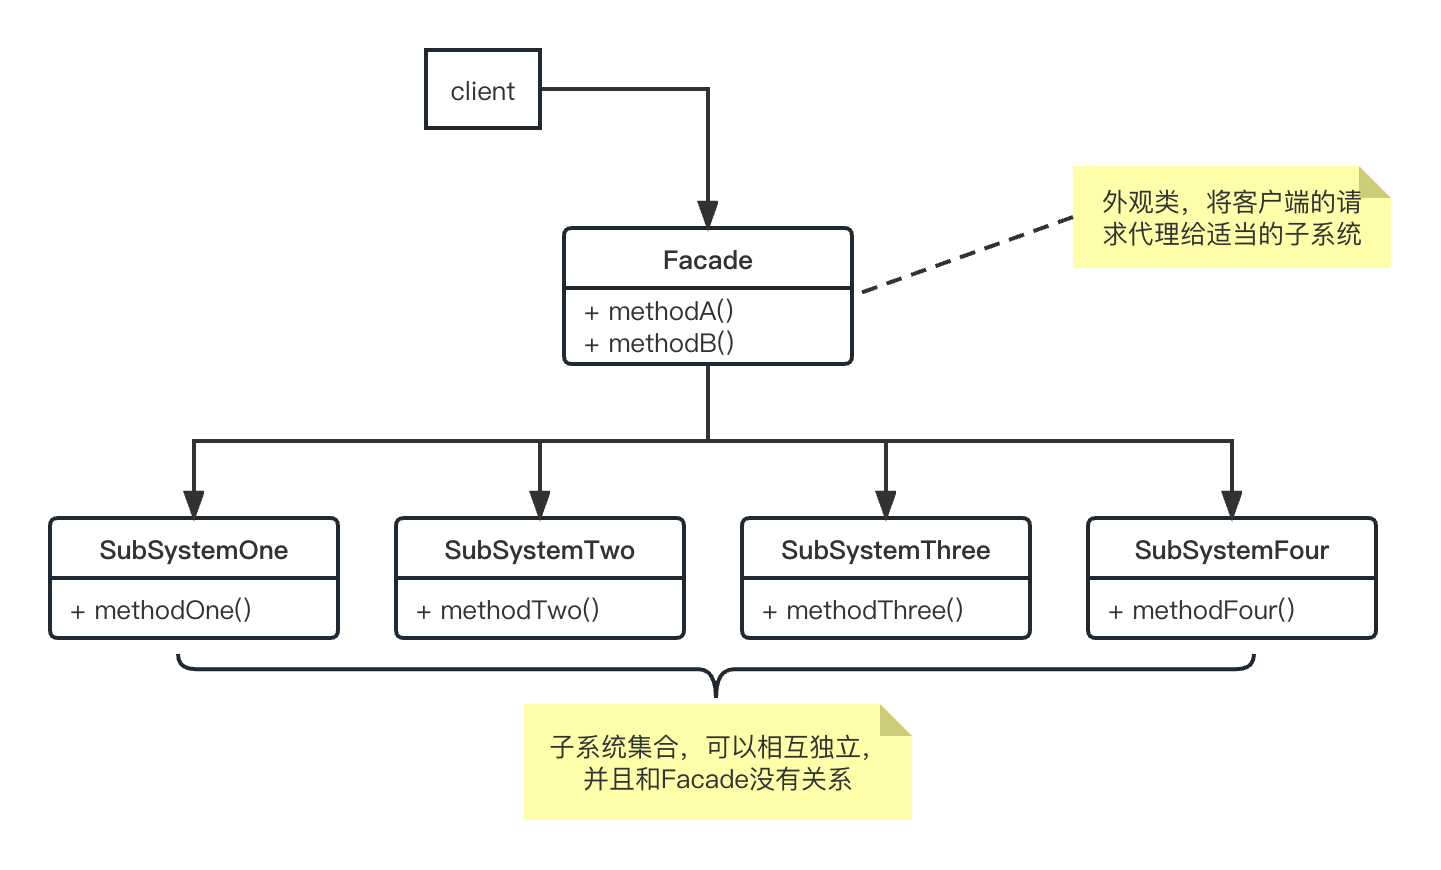 client
外观类，将客户端的请
求代理给适当的子系统
Facade
+ methodA()
+ methodB()
SubSystemOne
+ methodOne()
SubSystemTwo
+ methodTwo()
SubSystemThree
+ methodThree()
SubSystemFour
+ methodFour()
子系统集合，可以相互独立，
并且和Facade没有关系